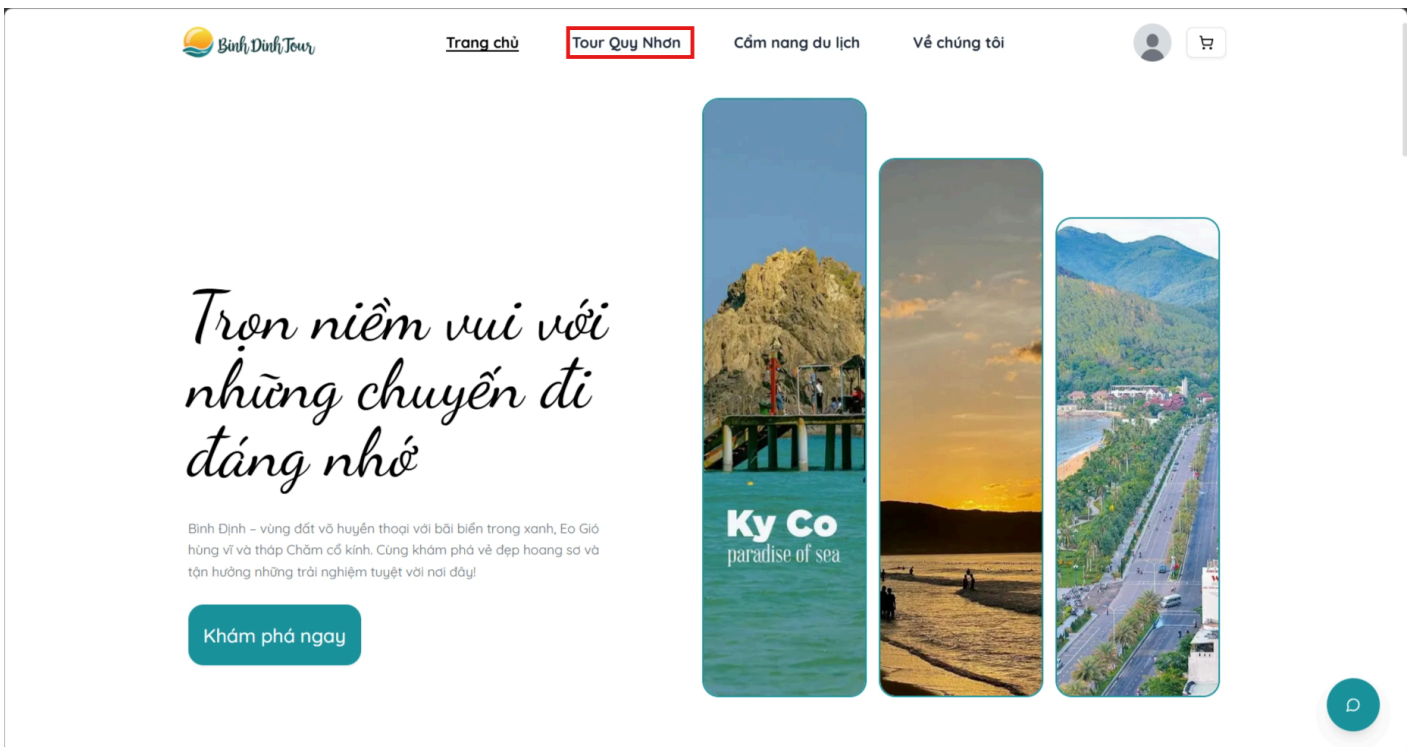 Binh Dinh Tour
Trang chủ
Tour Quy Nhơn
Cẩm nang du lịch
Về chúng tôi
Trọn niềm vui với
những chuyến đi
đáng nhớ
Bình Định – vùng đất võ huyền thoại với bãi biển trong xanh, Eo Gió
hùng vĩ và tháp Chăm cổ kính. Cùng khám phá vẻ đẹp hoang sơ và
tận hưởng những trải nghiệm tuyệt vời nơi đây!
Khám phá ngay
Ky Co
paradise of sea